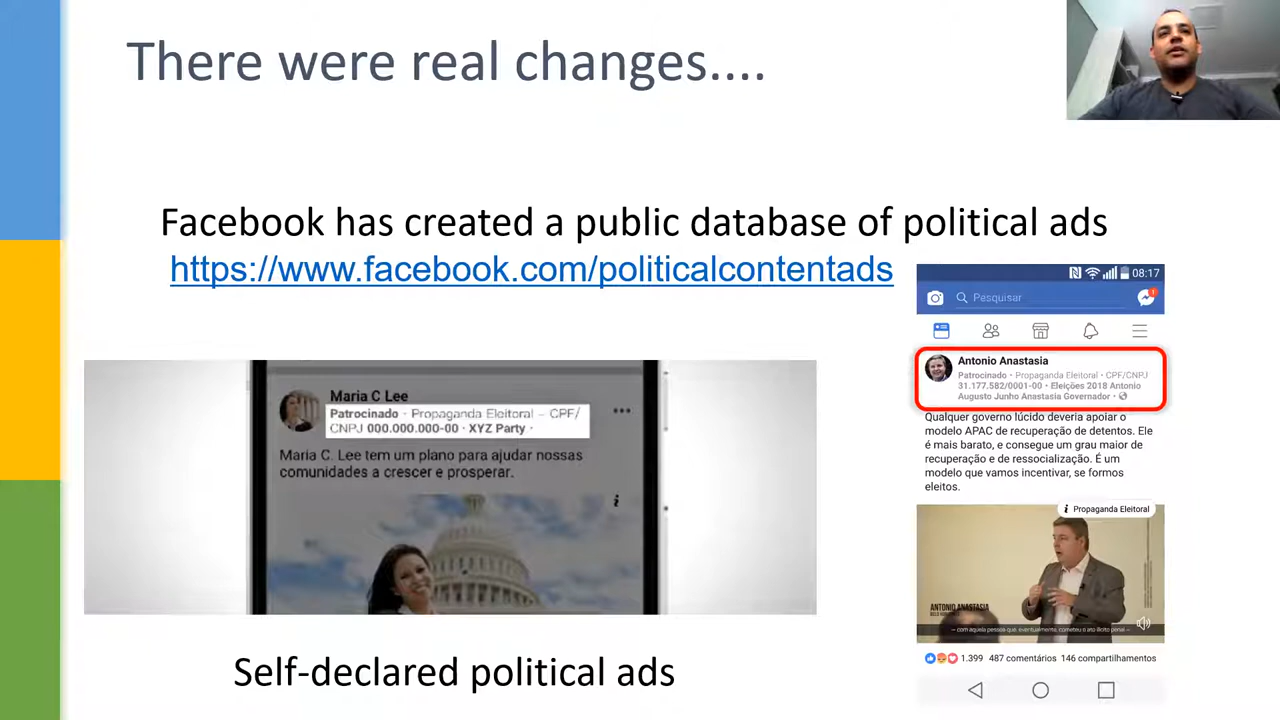 There were real changes....
Facebook has created a public database of political ads
https://www.facebook.com/politicalcontentads
Maria C Lee
Patrocinado · Propaganda Eleitoral – CPF/
CNPJ 000.000.000-00 · XYZ Party ·
Maria C. Lee tem um plano para ajudar nossas
comunidades a crescer e prosperar.
Self-declared political ads
08:17
Pesquisar
1
Antonio Anastasia
Patrocinado · Propaganda Eleitoral · CPF/CNPJ
31.177.582/0001-00 · Eleições 2018 Antonio
Augusto Junho Anastasia Governador ·
Qualquer governo lúcido deveria apoiar o
modelo APAC de recuperação de detentos. Ele
é mais barato, e consegue um grau maior de
recuperação e de ressocialização. É um
modelo que vamos incentivar, se formos
eleitos.
i Propaganda Eleitoral
ANTONIO ANASTASIA
– com aquela pessoa que, eventualmente, cometeu o ato ilícito penal –
1.399 487 comentários 146 compartilhamentos